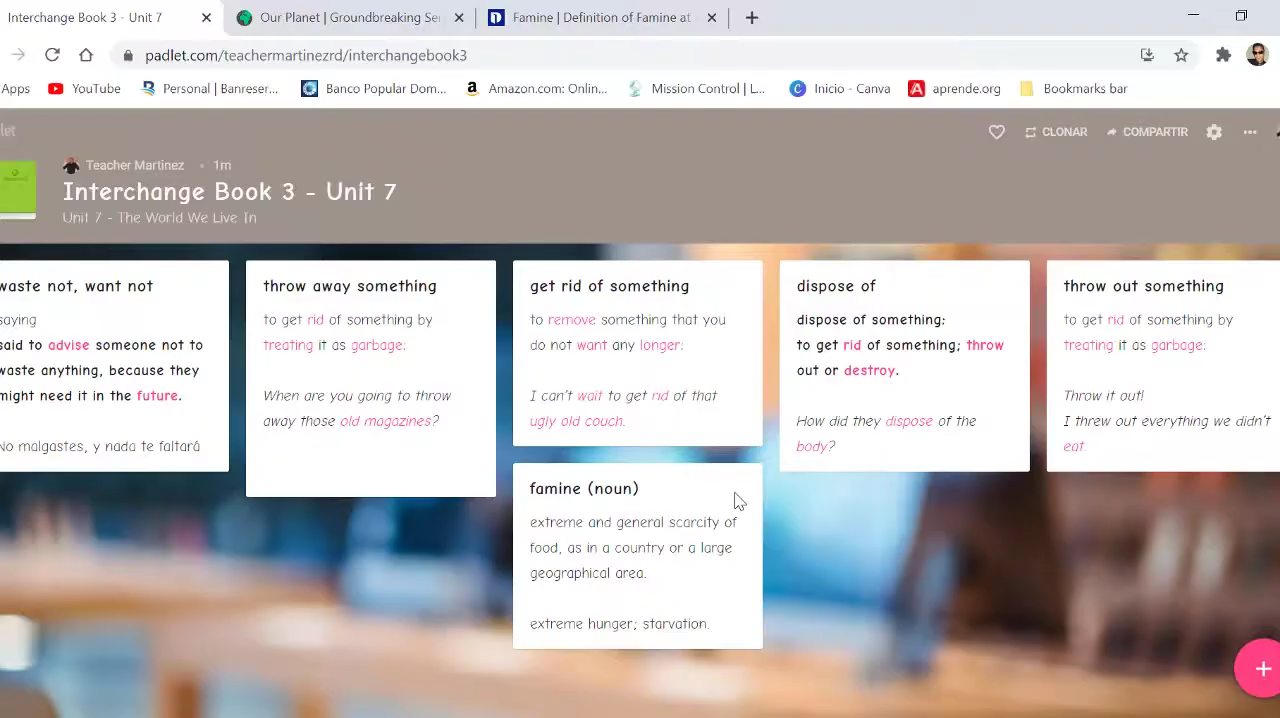 Interchange Book 3 - Unit 7
Our Planet | Groundbreaking Ser
Famine | Definition of Famine at
padlet.com/teachermartinezrd/interchangebook3
Apps
YouTube
Personal | Banreser...
Banco Popular Dom...
Amazon.com: Onlin...
Mission Control | L...
Inicio - Canva
aprende.org
Bookmarks bar
CLONAR
COMPARTIR
Teacher Martinez • 1m
Interchange Book 3 - Unit 7
Unit 7 - The World We Live In
waste not, want not
saying
said to advise someone not to
waste anything, because they
might need it in the future.
No malgastes, y nada te faltará
throw away something
to get rid of something by
treating it as garbage:
When are you going to throw
away those old magazines?
get rid of something
to remove something that you
do not want any longer:
I can't wait to get rid of that
ugly old couch.
famine (noun)
extreme and general scarcity of
food, as in a country or a large
geographical area.
extreme hunger; starvation.
dispose of
dispose of something:
to get rid of something; throw
out or destroy.
How did they dispose of the
body?
throw out something
to get rid of something by
treating it as garbage:
Throw it out!
I threw out everything we didn't
eat.